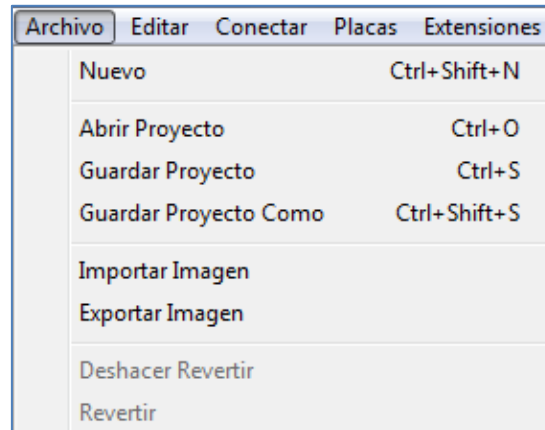 Archivo Editar Conectar Placas Extensiones
Nuevo Ctrl+Shift+N
Abrir Proyecto Ctrl+O
Guardar Proyecto Ctrl+S
Guardar Proyecto Como Ctrl+Shift+S
Importar Imagen
Exportar Imagen
Deshacer Revertir
Revertir